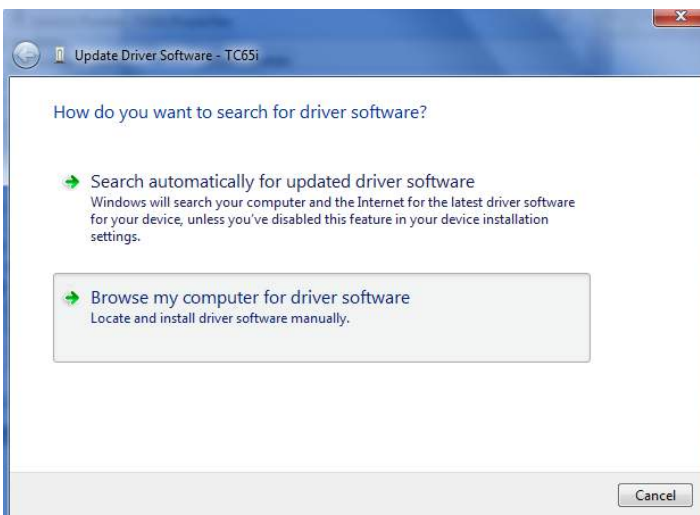 Update Driver Software - TC65i
How do you want to search for driver software?
Search automatically for updated driver software
Windows will search your computer and the Internet for the latest driver software
for your device, unless you've disabled this feature in your device installation
settings.
Browse my computer for driver software
Locate and install driver software manually.
Cancel